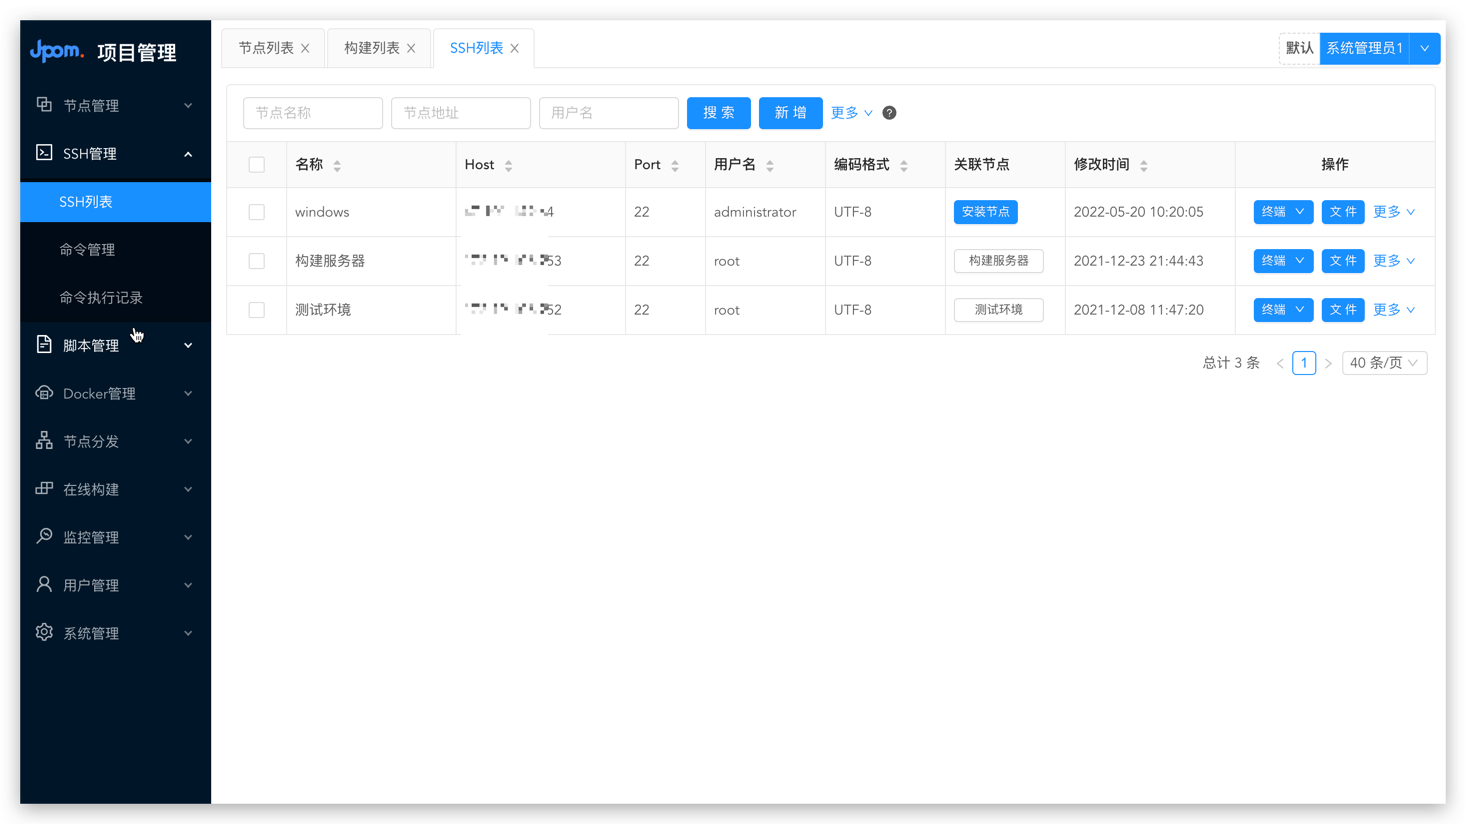 Jpom. 项目管理
节点列表
构建列表
SSH列表
默认
系统管理员1
节点管理
SSH管理
SSH列表
命令管理
命令执行记录
脚本管理
Docker管理
节点分发
在线构建
监控管理
用户管理
系统管理
节点名称
节点地址
用户名
搜 索
新 增
更多
?
名称 Host Port 用户名 编码格式 关联节点 修改时间 操作
windows 4 22 administrator UTF-8 安装节点 2022-05-20 10:20:05 终端 文 件 更多
构建服务器 53 22 root UTF-8 构建服务器 2021-12-23 21:44:43 终端 文 件 更多
测试环境 52 22 root UTF-8 测试环境 2021-12-08 11:47:20 终端 文 件 更多
总计 3 条 < 1 > 40 条/页